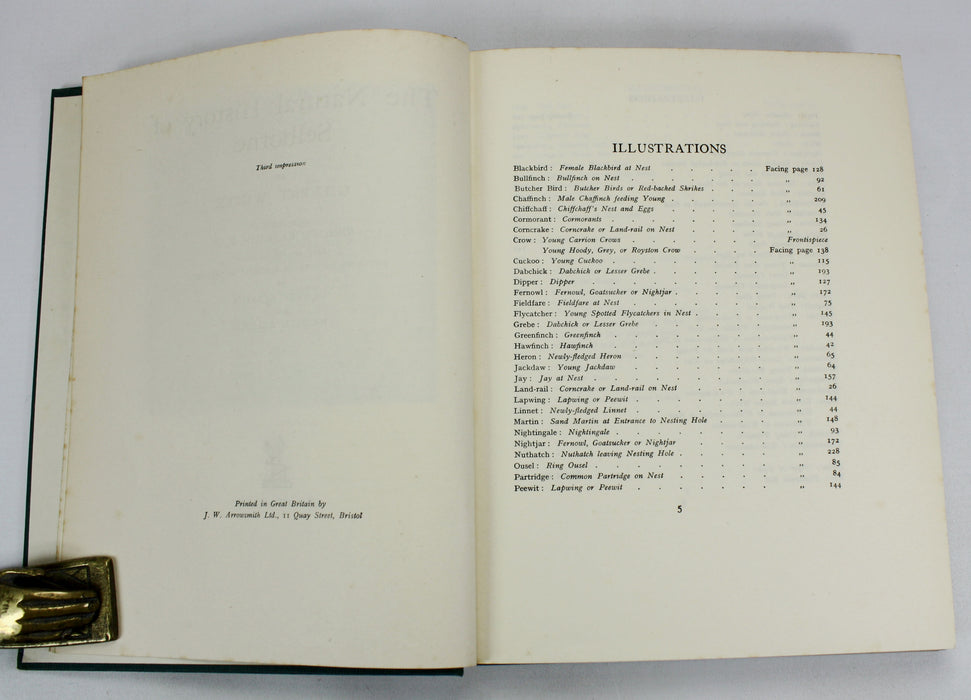 The Natural History of
Selborne
Third impression
Printed in Great Britain by
J. W. Arrowsmith Ltd., 11 Quay Street, Bristol
ILLUSTRATIONS
Blackbird : Female Blackbird at Nest . . . . . Facing page 128
Bullfinch : Bullfinch on Nest . . . . . . „ 92
Butcher Bird : Butcher Birds or Red-backed Shrikes . . . „ 61
Chaffinch : Male Chaffinch feeding Young . . . . . „ 209
Chiffchaff : Chiffchaff's Nest and Eggs . . . . . „ 45
Cormorant : Cormorants . . . . . . . „ 134
Corncrake : Corncrake or Land-rail on Nest . . . . „ 26
Crow : Young Carrion Crows . . . . . . Frontispiece
Young Hoody, Grey, or Royston Crow . . . . Facing page 138
Cuckoo : Young Cuckoo . . . . . . . „ 115
Dabchick : Dabchick or Lesser Grebe . . . . . „ 193
Dipper : Dipper . . . . . . . . „ 127
Fernowl : Fernowl, Goatsucker or Nightjar . . . . . „ 172
Fieldfare : Fieldfare at Nest . . . . . . „ 75
Flycatcher : Young Spotted Flycatchers in Nest . . . . „ 145
Grebe : Dabchick or Lesser Grebe . . . . . „ 193
Greenfinch : Greenfinch . . . . . . . „ 44
Hawfinch : Hawfinch . . . . . . . „ 42
Heron : Newly-fledged Heron . . . . . . „ 65
Jackdaw : Young Jackdaw . . . . . . „ 64
Jay : Jay at Nest . . . . . . . „ 157
Land-rail : Corncrake or Land-rail on Nest . . . . „ 26
Lapwing : Lapwing or Peewit . . . . . . „ 144
Linnet : Newly-fledged Linnet . . . . . . „ 44
Martin : Sand Martin at Entrance to Nesting Hole . . . „ 148
Nightingale : Nightingale . . . . . . . „ 93
Nightjar : Fernowl, Goatsucker or Nightjar . . . . „ 172
Nuthatch : Nuthatch leaving Nesting Hole . . . . . „ 228
Ousel : Ring Ousel . . . . . . . „ 85
Partridge : Common Partridge on Nest . . . . . „ 84
Peewit : Lapwing or Peewit . . . . . . „ 144
5